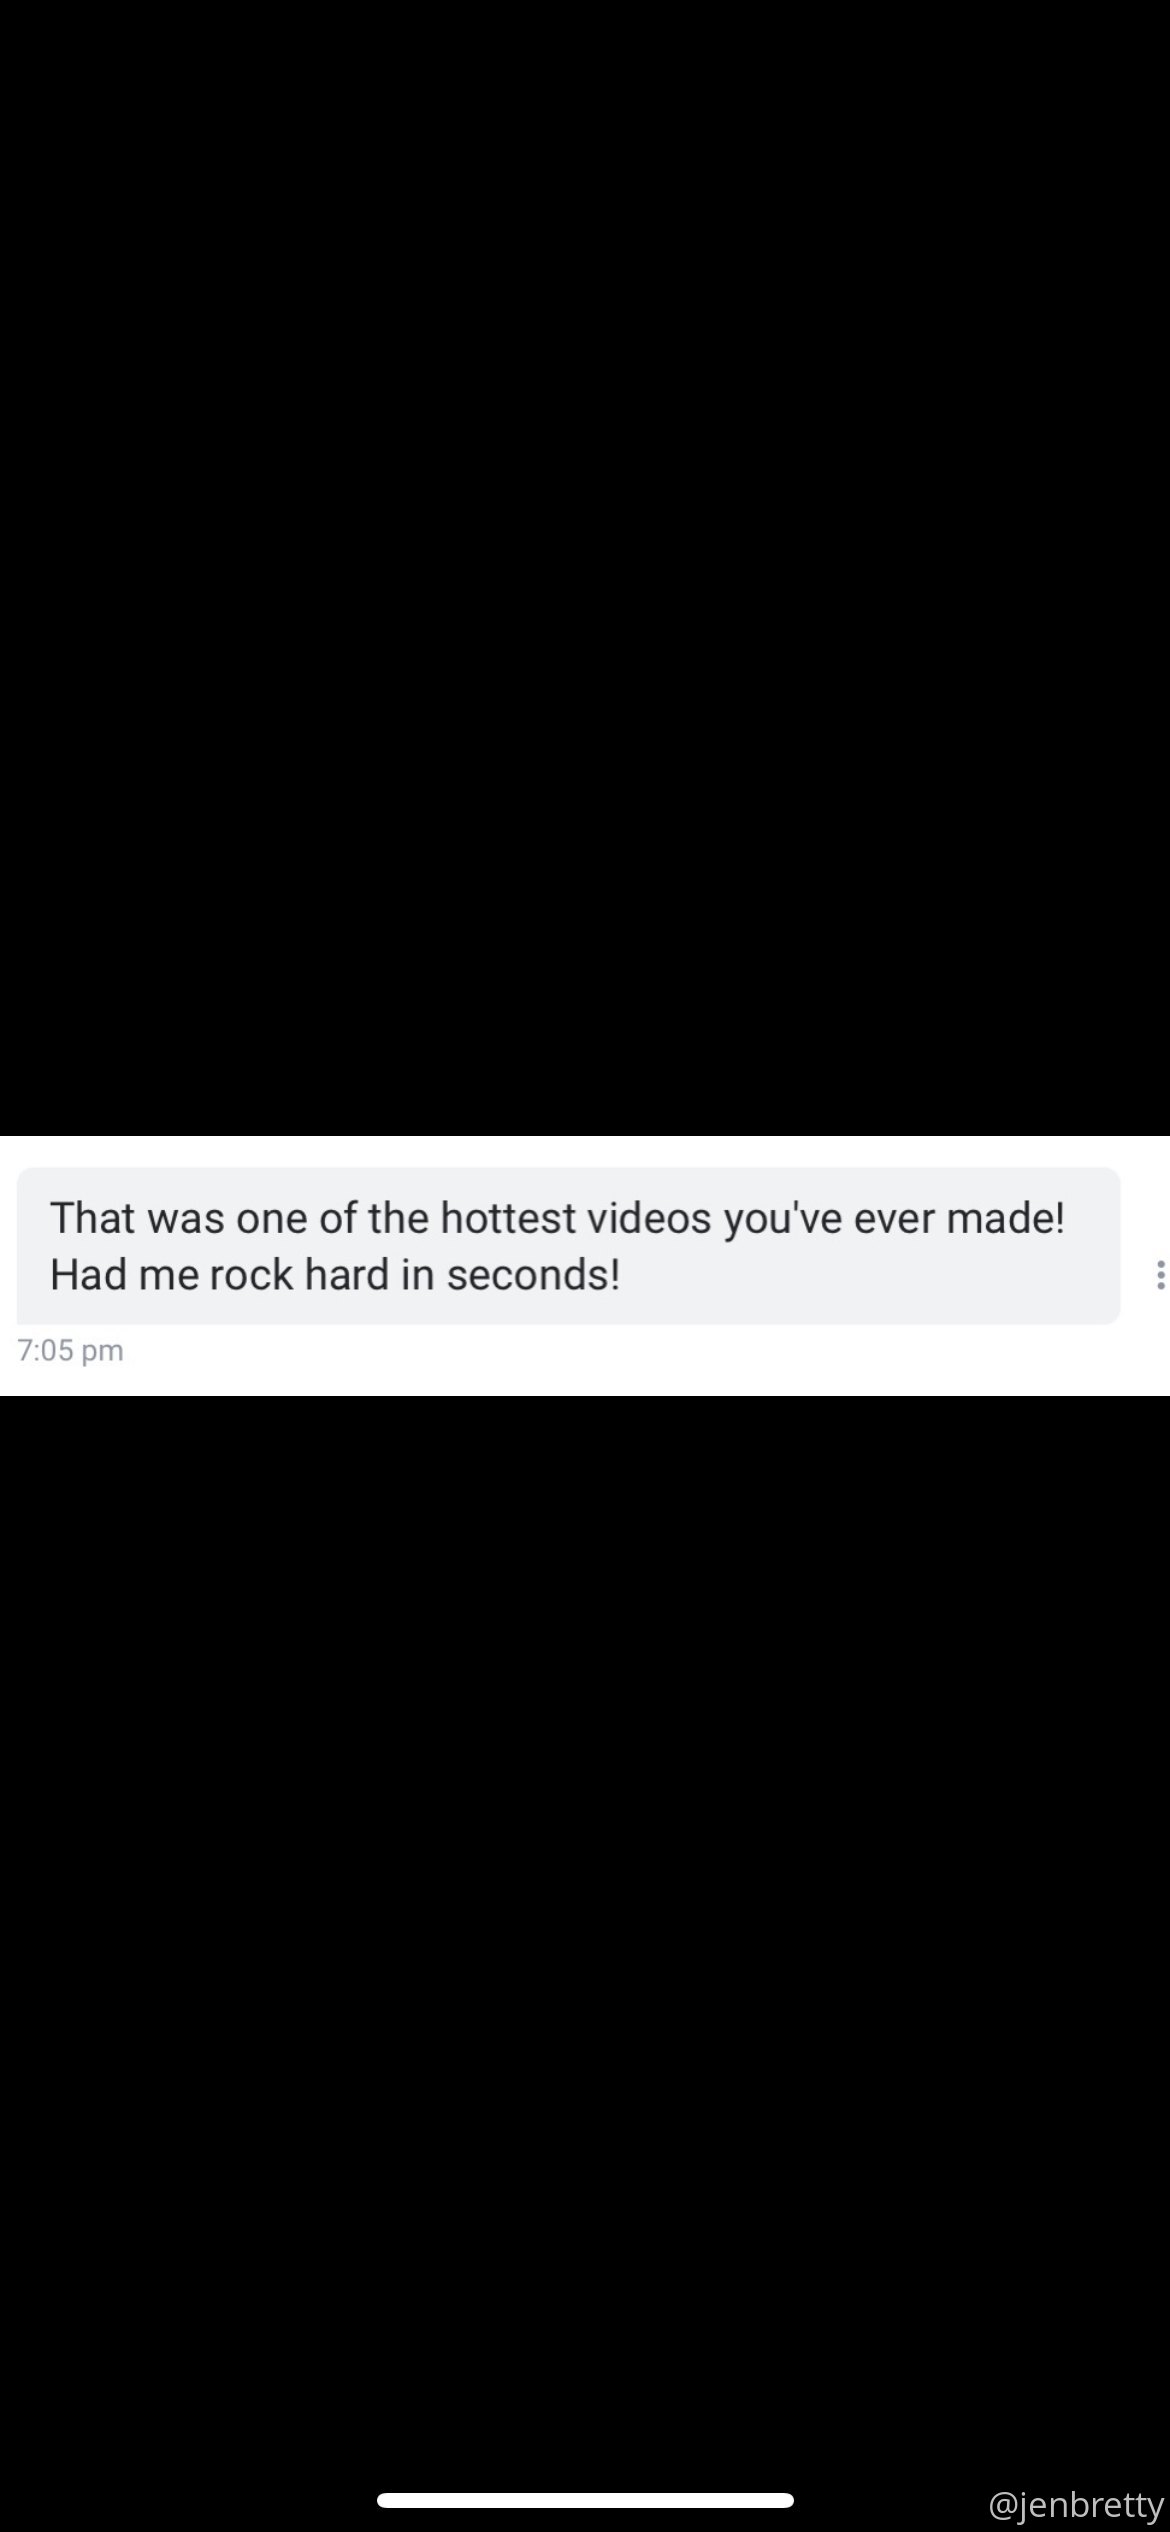 That was one of the hottest videos you've ever made!
Had me rock hard in seconds!
7:05 pm
@jenbretty